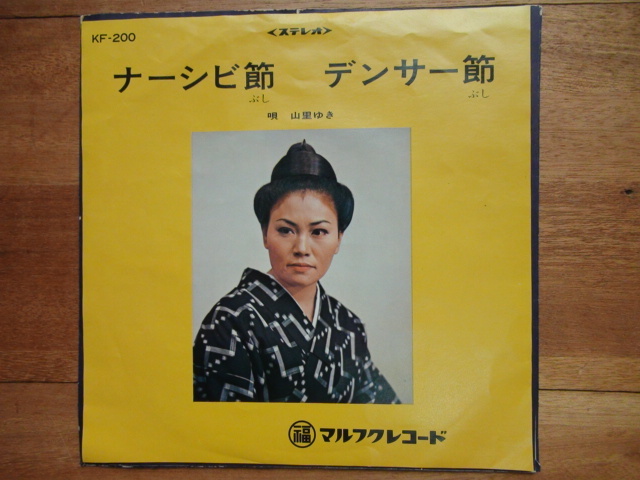 KF-200
<ステレオ>
ナーシビ節 デンサー節
ぶし ぶし
唄 山里ゆき
福 マルフクレコード